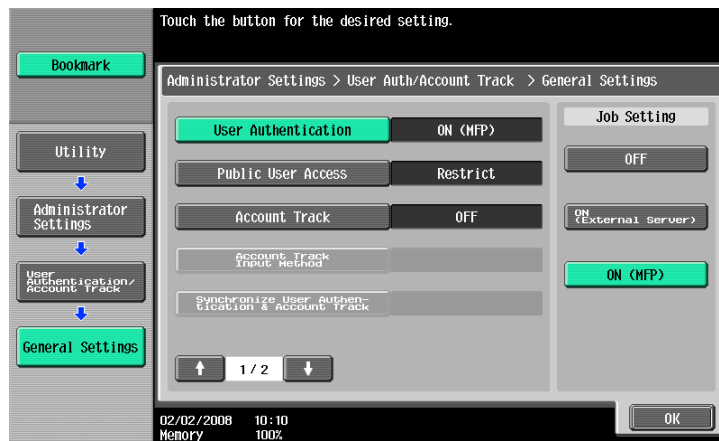 Touch the button for the desired setting.
Bookmark
Administrator Settings > User Auth/Account Track > General Settings
User Authentication
ON (MFP)
Public User Access
Restrict
Account Track
OFF
Account Track
Input Method
Synchronize User Authen-
tication & Account Track
1/2
Job Setting
OFF
ON
(External Server)
ON (MFP)
Utility
Administrator
Settings
User
Authentication/
Account Track
General Settings
02/02/2008 10:10
Memory 100%
OK